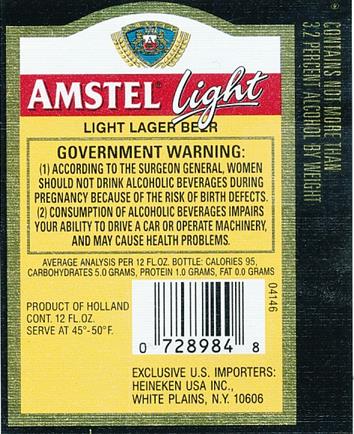 AMSTEL® Light
LIGHT LAGER BEER
GOVERNMENT WARNING:
(1) ACCORDING TO THE SURGEON GENERAL, WOMEN
SHOULD NOT DRINK ALCOHOLIC BEVERAGES DURING
PREGNANCY BECAUSE OF THE RISK OF BIRTH DEFECTS.
(2) CONSUMPTION OF ALCOHOLIC BEVERAGES IMPAIRS
YOUR ABILITY TO DRIVE A CAR OR OPERATE MACHINERY,
AND MAY CAUSE HEALTH PROBLEMS.
AVERAGE ANALYSIS PER 12 FL.OZ. BOTTLE: CALORIES 95,
CARBOHYDRATES 5.0 GRAMS, PROTEIN 1.0 GRAMS, FAT 0.0 GRAMS
PRODUCT OF HOLLAND
CONT. 12 FL.OZ.
SERVE AT 45°-50°F.
04146
0 728984 8
EXCLUSIVE U.S. IMPORTERS:
HEINEKEN USA INC.,
WHITE PLAINS, N.Y. 10606
CONTAINS NOT MORE THAN
3.2 PERCENT ALCOHOL BY WEIGHT